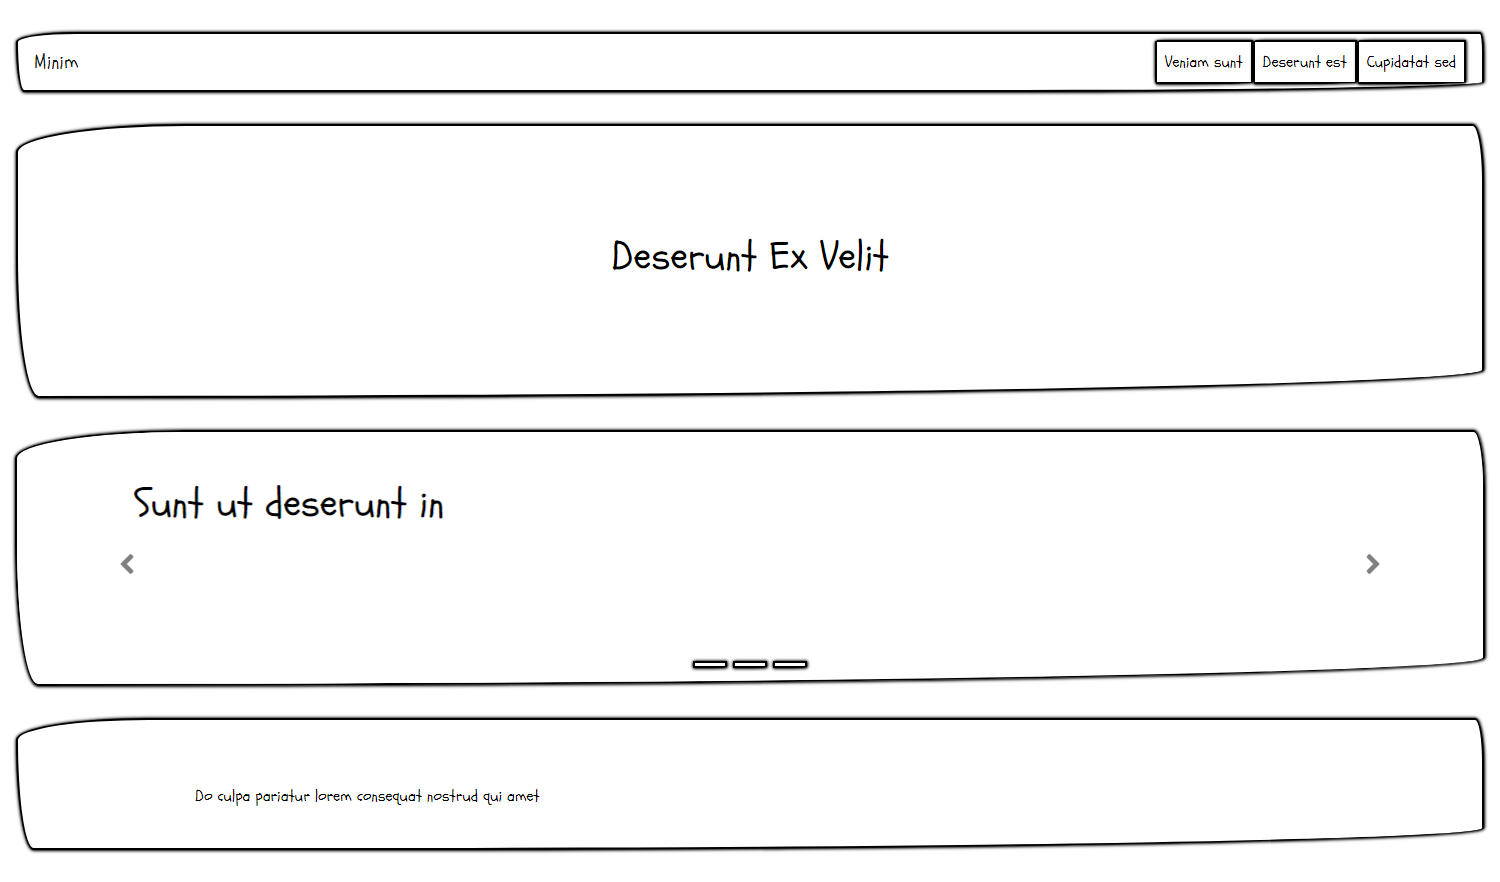 Minim
Veniam sunt
Deserunt est
Cupidatat sed
Deserunt Ex Velit
Sunt ut deserunt in
Do culpa pariatur lorem consequat nostrud qui amet